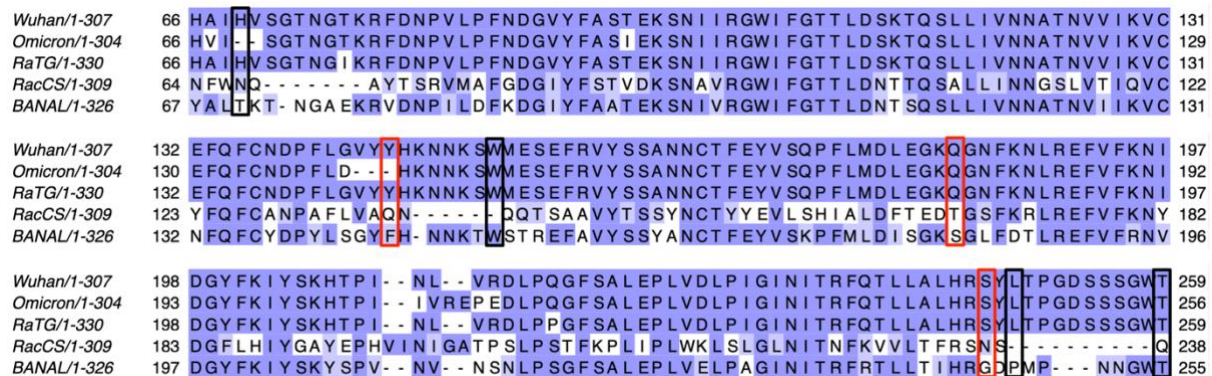 Wuhan/1-307 66 HAIHVSGTNGTKRFDNPVLPFNDGVYFASTEKSNIIRGWIFGTTLDSKTQSLLIVNNATNVVIKVC 131
Omicron/1-304 66 HVI--SGTNGTKRFDNPVLPFNDGVYFASIEKSNIIRGWIFGTTLDSKTQSLLIVNNATNVVIKVC 129
RaTG/1-330 66 HAIHVSGTNGIKRFDNPVLPFNDGVYFASTEKSNIIRGWIFGTTLDSKTQSLLIVNNATNVVIKVC 131
RacCS/1-309 64 NFWNQ-------AYTSRVMAFGDGIYFSTVDKSNAVRGWIFGTTLDNTTQSALLINNGSLVTIQVC 122
BANAL/1-326 67 YALTKT-NGAEKRVDNPILDFKDGIYFAATEKSNIVRGWIFGTTLDNTSQSLLIVNNATNVIIKVC 131
Wuhan/1-307 132 EFQFCNDPFLGVYYHKNNKSWMESEFRVYSSANNCTFEYVSQPFLMDLEGKQGNFKNLREFVFKNI 197
Omicron/1-304 130 EFQFCNDPFLD---HKNNKSWMESEFRVYSSANNCTFEYVSQPFLMDLEGKQGNFKNLREFVFKNI 192
RaTG/1-330 132 EFQFCNDPFLGVYYHKNNKSWMESEFRVYSSANNCTFEYVSQPFLMDLEGKQGNFKNLREFVFKNI 197
RacCS/1-309 123 YFQFCANPAFLVAQN------QQTSAAVYTSSYNCTYYEVLSHIALDFTEDTGSFKRLREFVFKNY 182
BANAL/1-326 132 NFQFCYDPYLSGYFH-NNKTWSTREFAVYSSYANCTFEYVSKPFMLDISGKSGLFDTLREFVFRNV 196
Wuhan/1-307 198 DGYFKIYSKHTPI--NL--VRDLPQGFSALEPLVDLPIGINITRFQTLLALHRSYLTPGDSSSGWT 259
Omicron/1-304 193 DGYFKIYSKHTPI--IVREPEDLPQGFSALEPLVDLPIGINITRFQTLLALHRSYLTPGDSSSGWT 256
RaTG/1-330 198 DGYFKIYSKHTPI--NL--VRDLPPGFSALEPLVDLPIGINITRFQTLLALHRSYLTPGDSSSGWT 259
RacCS/1-309 183 DGFLHIYGAYEPHVINIGATPSLPSTFKPLIPLWKLSLGLNITNFKVVLTFRSNS----------Q 238
BANAL/1-326 197 DGYFKIYSKYSPV--NV--NSNLPSGFSALEPLVELPAGINITRFRTLLTIHRGDPMP---NNGWT 255